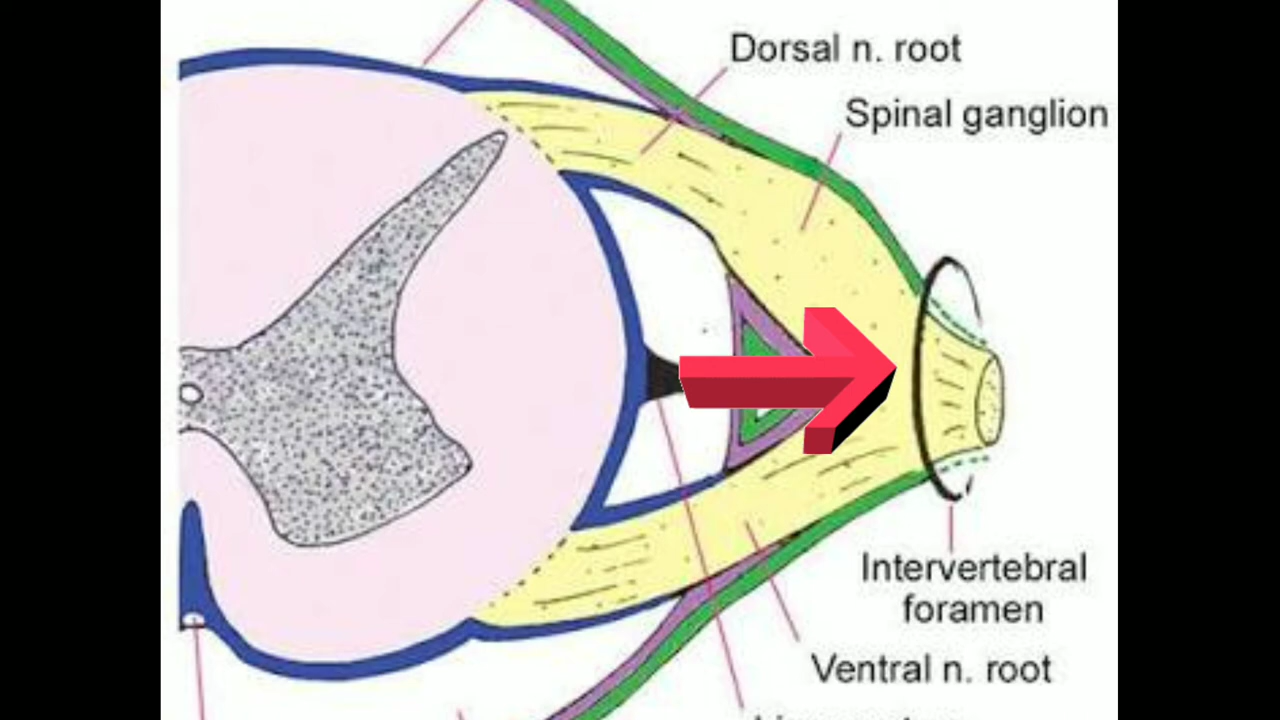 Dorsal n. root
Spinal ganglion
Intervertebral
foramen
Ventral n. root